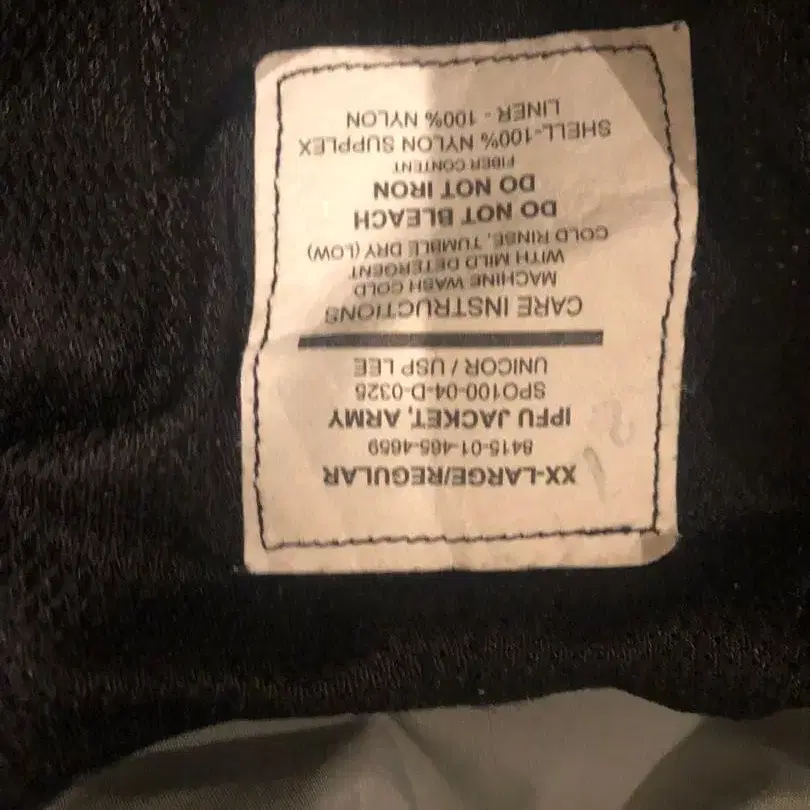 XX-LARGE/REGULAR
8415-01-465-4659
IPFU JACKET, ARMY
SPO100-04-D-0325
UNICOR / USP LEE
CARE INSTRUCTIONS
MACHINE WASH COLD
WITH MILD DETERGENT
COLD RINSE, TUMBLE DRY (LOW)
DO NOT BLEACH
DO NOT IRON
FIBER CONTENT
SHELL-100% NYLON SUPPLEX
LINER - 100% NYLON